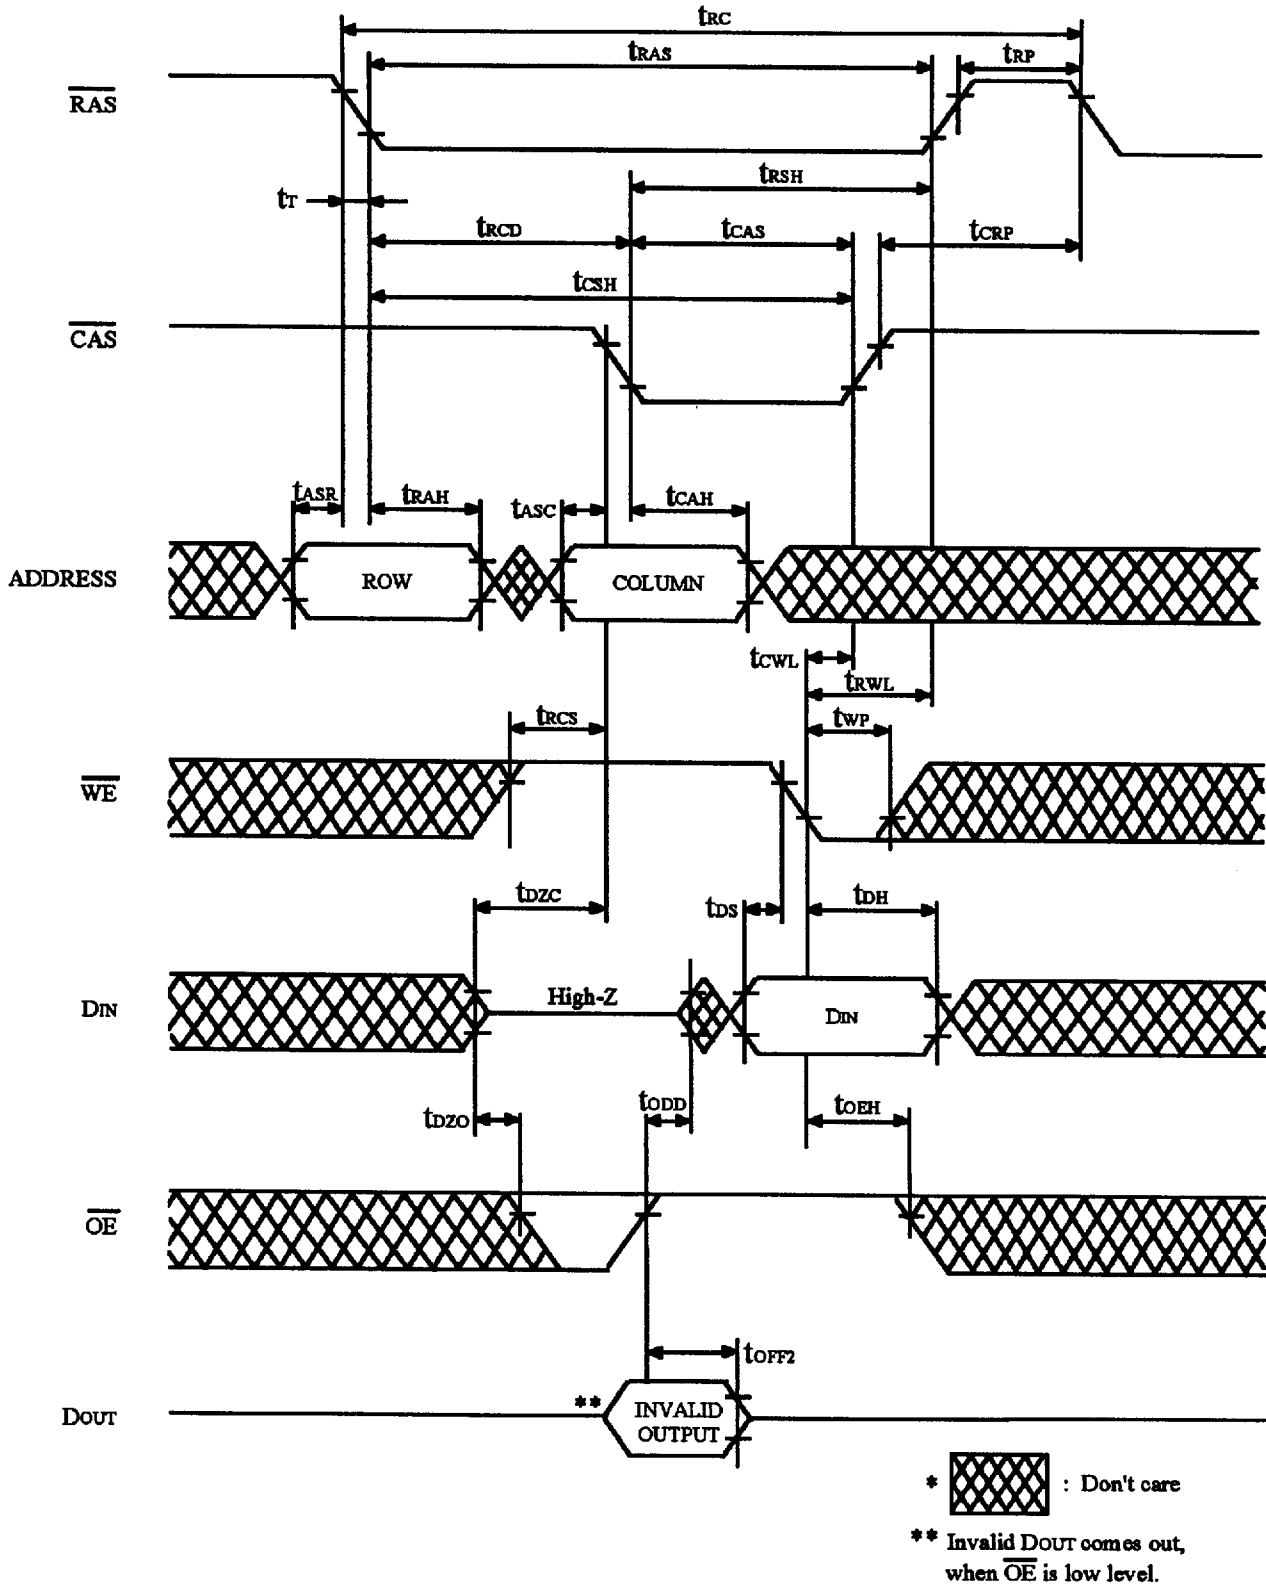 tRC
tRAS
tRP
RAS
tRSH
tT
tRCD
tCAS
tCRP
tCSH
CAS
tASR
tRAH
tASC
tCAH
ADDRESS
ROW
COLUMN
tCWL
tRWL
tRCS
tWP
WE
tDZC
tDS
tDH
DIN
High-Z
DIN
tDZO
tODD
tOEH
OE
tOFF2
DOUT
**
INVALID
OUTPUT
* : Don't care
** Invalid DOUT comes out,
when OE is low level.